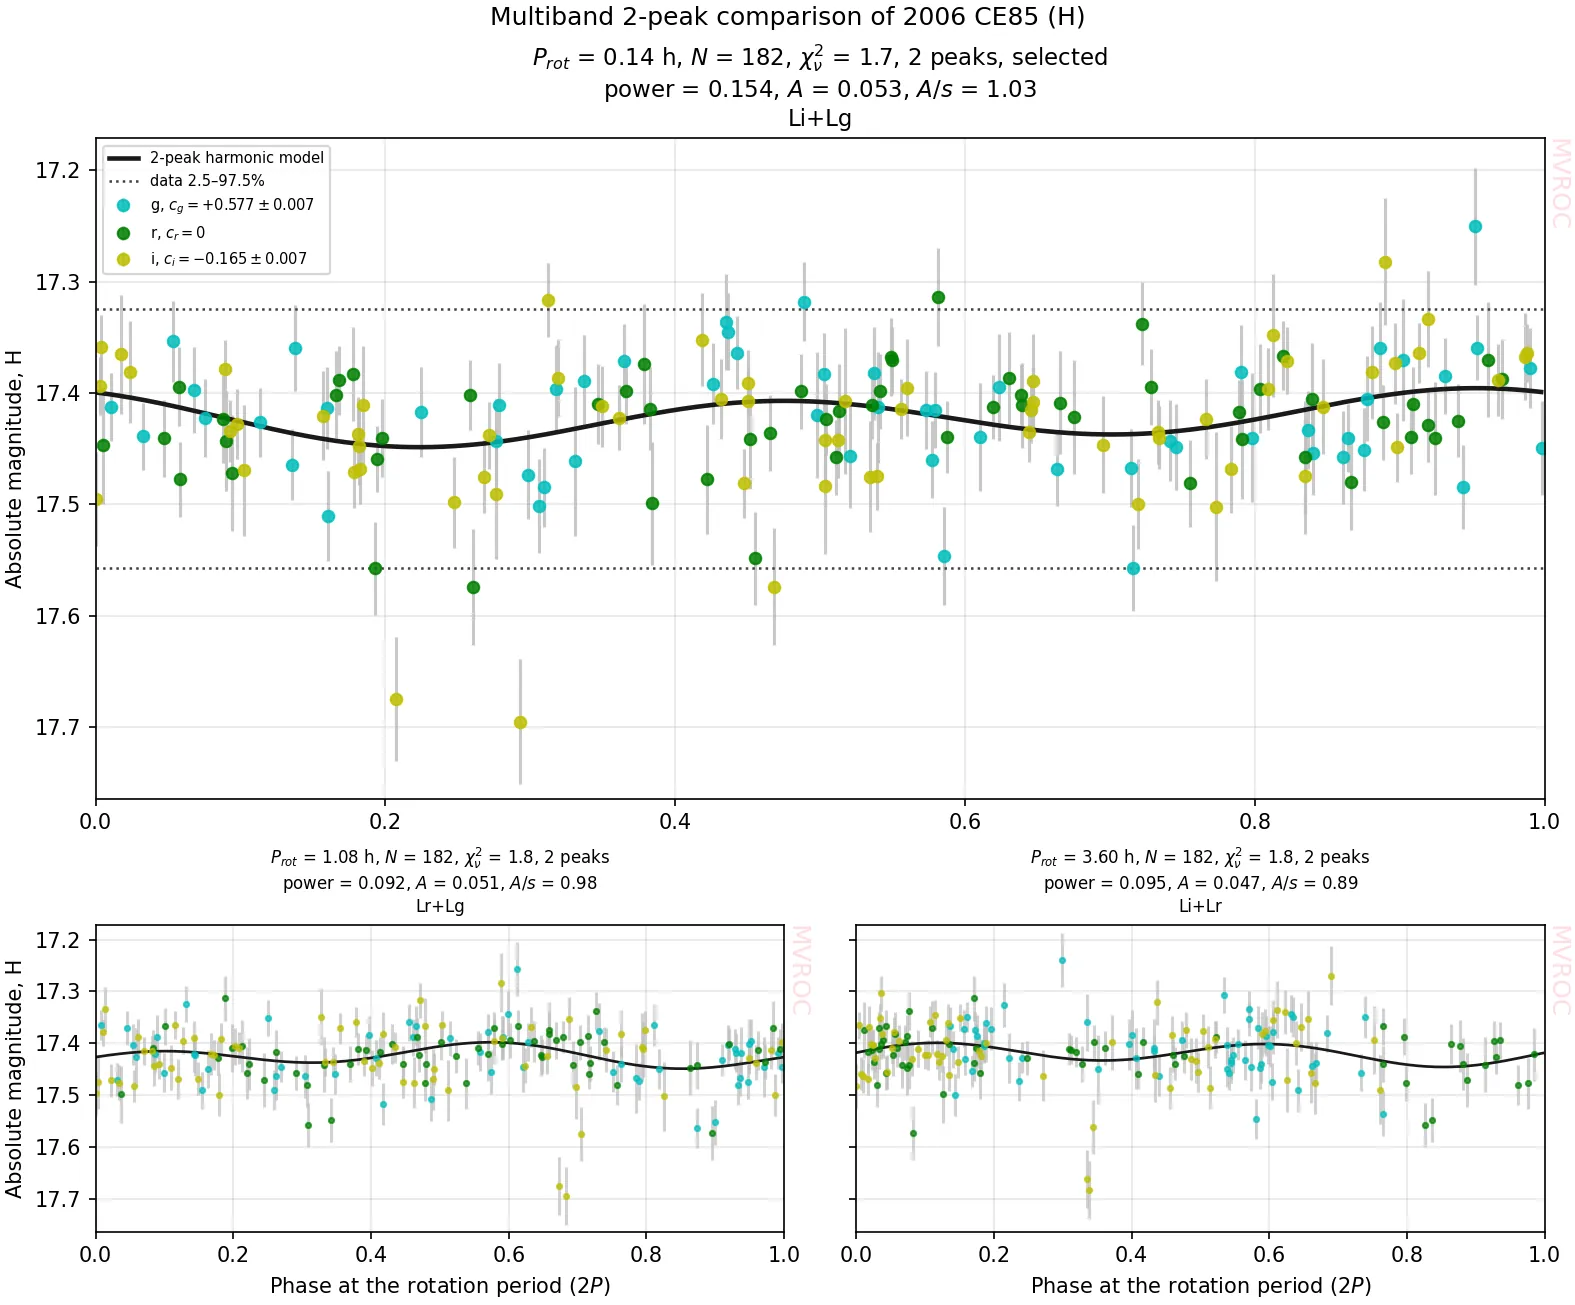 Multiband 2-peak comparison of 2006 CE85 (H)
P_rot = 0.14 h, N = 182, χ²_ν = 1.7, 2 peaks, selected
power = 0.154, A = 0.053, A/s = 1.03
Li+Lg
2-peak harmonic model
data 2.5–97.5%
g, c_g = +0.577 ± 0.007
r, c_r = 0
i, c_i = −0.165 ± 0.007
MVROC
Absolute magnitude, H
17.2
17.3
17.4
17.5
17.6
17.7
0.0 0.2 0.4 0.6 0.8 1.0
P_rot = 1.08 h, N = 182, χ²_ν = 1.8, 2 peaks
power = 0.092, A = 0.051, A/s = 0.98
Lr+Lg
MVROC
Absolute magnitude, H
17.2
17.3
17.4
17.5
17.6
17.7
0.0 0.2 0.4 0.6 0.8 1.0
Phase at the rotation period (2P)
P_rot = 3.60 h, N = 182, χ²_ν = 1.8, 2 peaks
power = 0.095, A = 0.047, A/s = 0.89
Li+Lr
MVROC
0.0 0.2 0.4 0.6 0.8 1.0
Phase at the rotation period (2P)